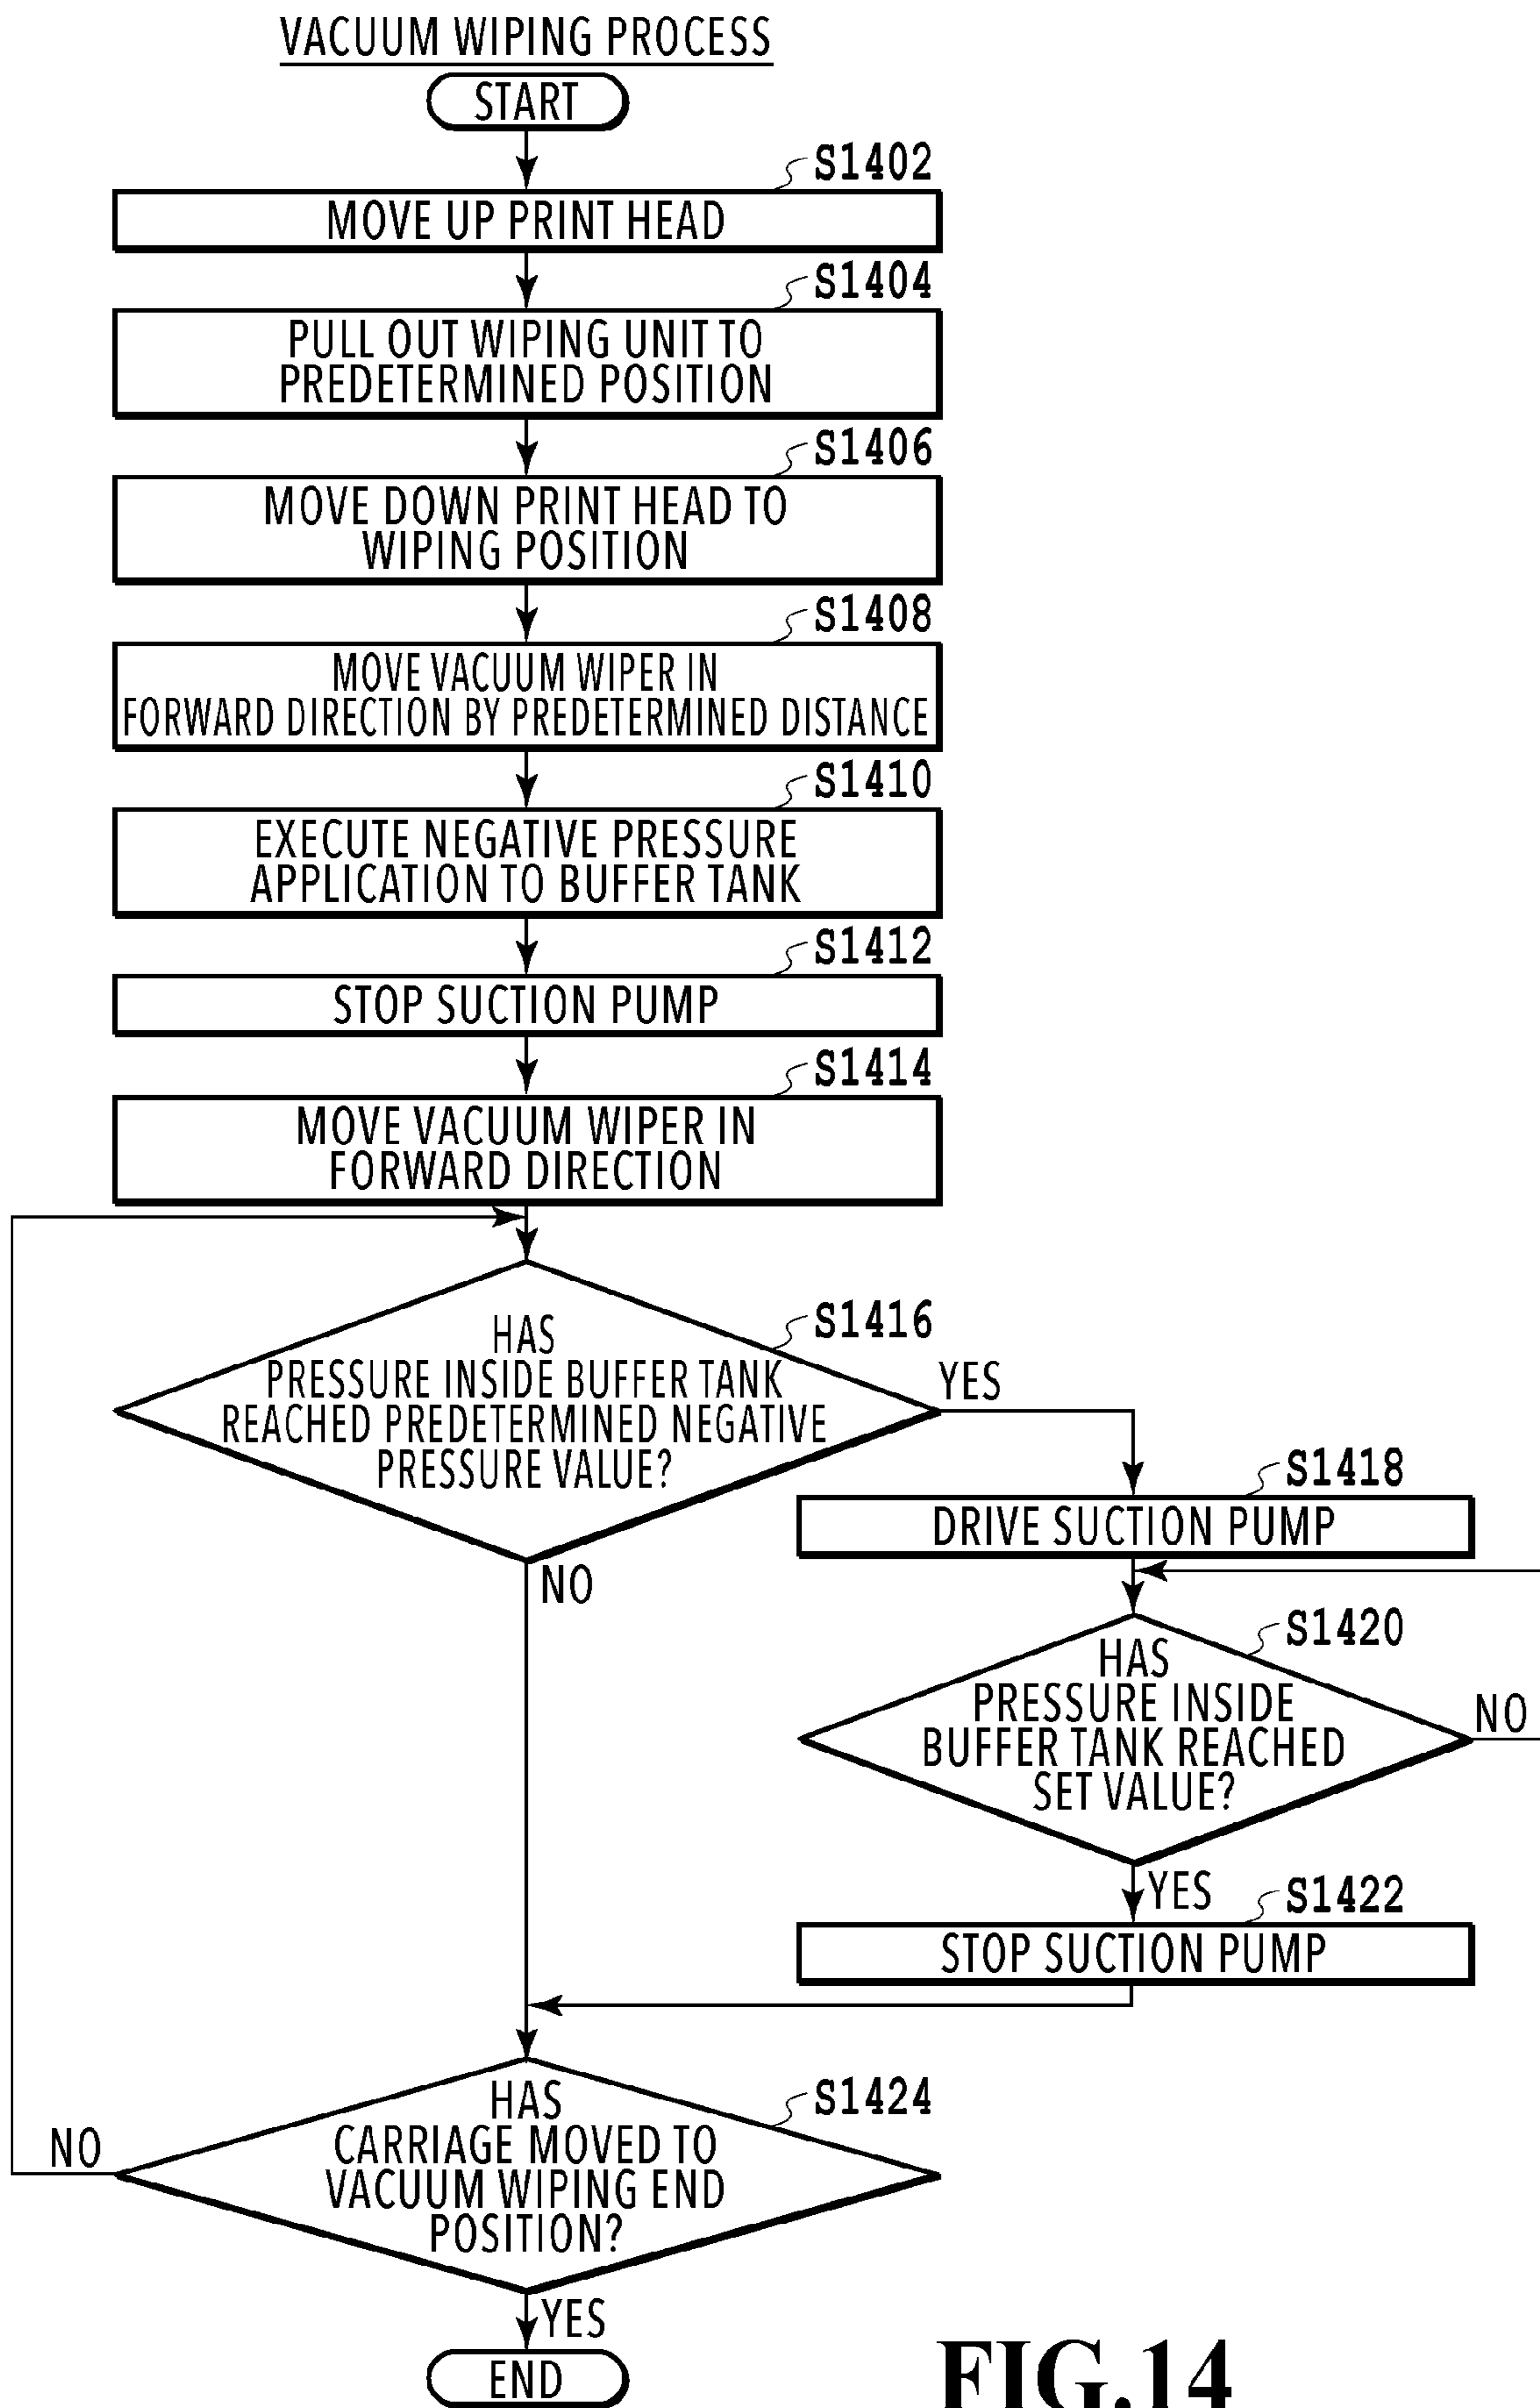 VACUUM WIPING PROCESS
START
S1402
MOVE UP PRINT HEAD
S1404
PULL OUT WIPING UNIT TO
PREDETERMINED POSITION
S1406
MOVE DOWN PRINT HEAD TO
WIPING POSITION
S1408
MOVE VACUUM WIPER IN
FORWARD DIRECTION BY PREDETERMINED DISTANCE
S1410
EXECUTE NEGATIVE PRESSURE
APPLICATION TO BUFFER TANK
S1412
STOP SUCTION PUMP
S1414
MOVE VACUUM WIPER IN
FORWARD DIRECTION
S1416
HAS
PRESSURE INSIDE BUFFER TANK
REACHED PREDETERMINED NEGATIVE
PRESSURE VALUE?
YES
NO
S1418
DRIVE SUCTION PUMP
S1420
HAS
PRESSURE INSIDE
BUFFER TANK REACHED
SET VALUE?
NO
YES
S1422
STOP SUCTION PUMP
S1424
HAS
CARRIAGE MOVED TO
VACUUM WIPING END
POSITION?
NO
YES
END
FIG.14